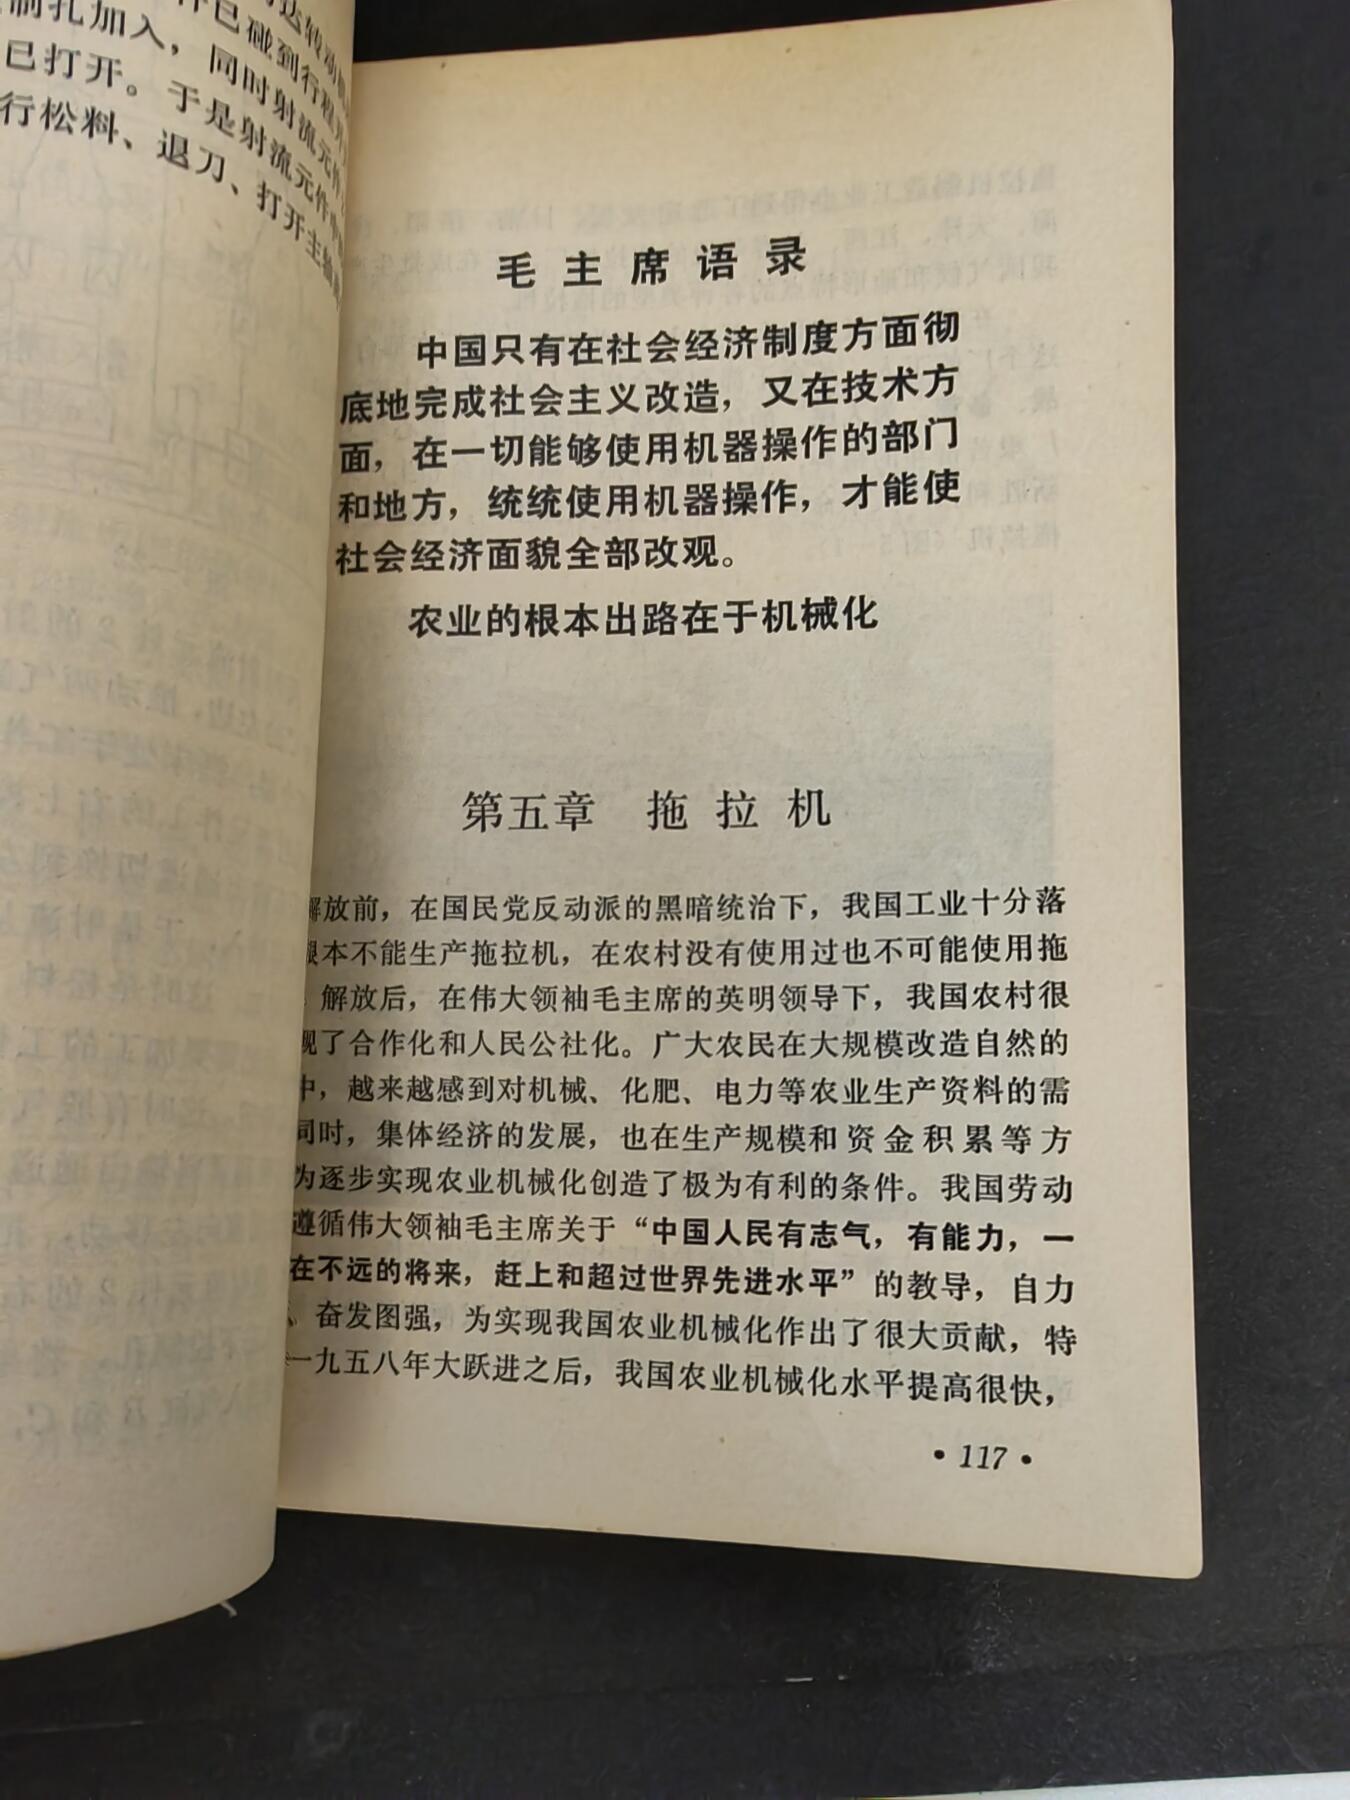 制孔加入，同时射流元件
已打开。于是射流元件
行松料、退刀、打开主轴
毛主席语录
中国只有在社会经济制度方面彻
底地完成社会主义改造，又在技术方
面，在一切能够使用机器操作的部门
和地方，统统使用机器操作，才能使
社会经济面貌全部改观。
农业的根本出路在于机械化
第五章 拖拉机
解放前，在国民党反动派的黑暗统治下，我国工业十分落
根本不能生产拖拉机，在农村没有使用过也不可能使用拖
解放后，在伟大领袖毛主席的英明领导下，我国农村很
现了合作化和人民公社化。广大农民在大规模改造自然的
中，越来越感到对机械、化肥、电力等农业生产资料的需
同时，集体经济的发展，也在生产规模和资金积累等方
为逐步实现农业机械化创造了极为有利的条件。我国劳动
遵循伟大领袖毛主席关于“中国人民有志气，有能力，一
在不远的将来，赶上和超过世界先进水平”的教导，自力
、奋发图强，为实现我国农业机械化作出了很大贡献，特
一九五八年大跃进之后，我国农业机械化水平提高很快，
• 117 •